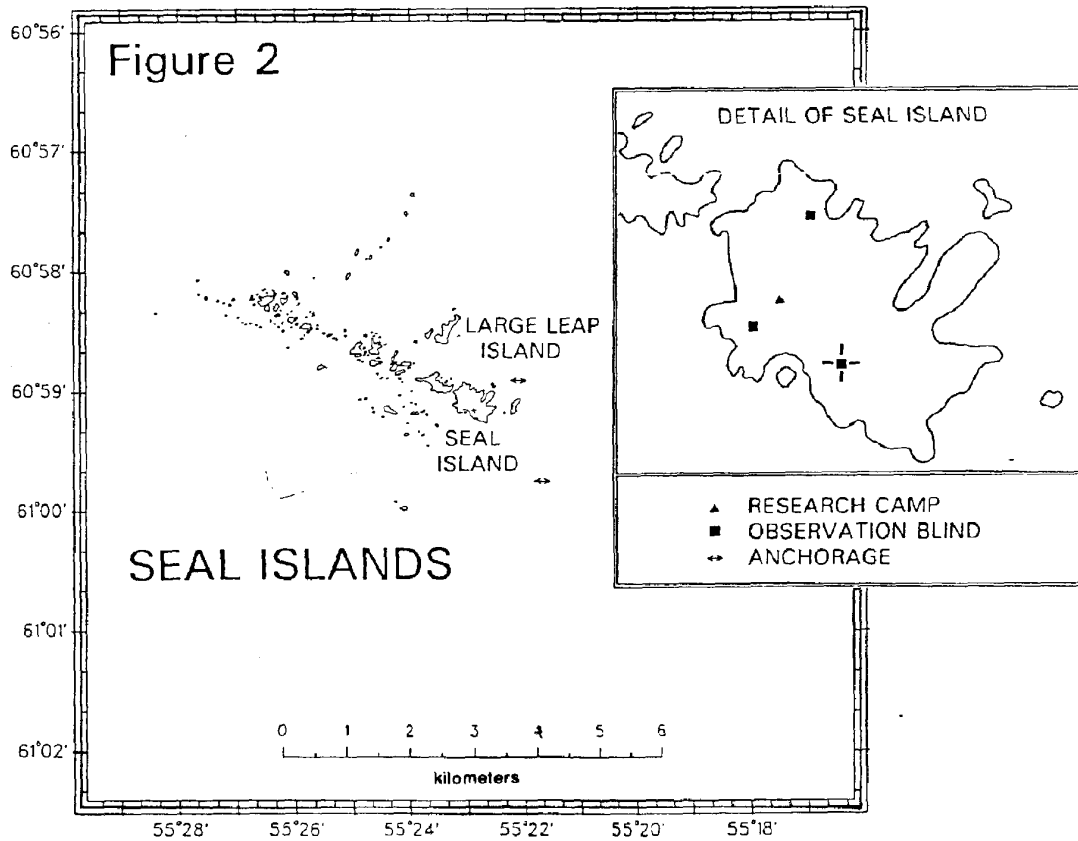 Figure 2
60°56'
60°57'
60°58'
60°59'
61°00'
61°01'
61°02'
LARGE LEAP
ISLAND
SEAL
ISLAND
SEAL ISLANDS
0 1 2 3 4 5 6
kilometers
55°28' 55°26' 55°24' 55°22' 55°20' 55°18'
DETAIL OF SEAL ISLAND
RESEARCH CAMP
OBSERVATION BLIND
ANCHORAGE